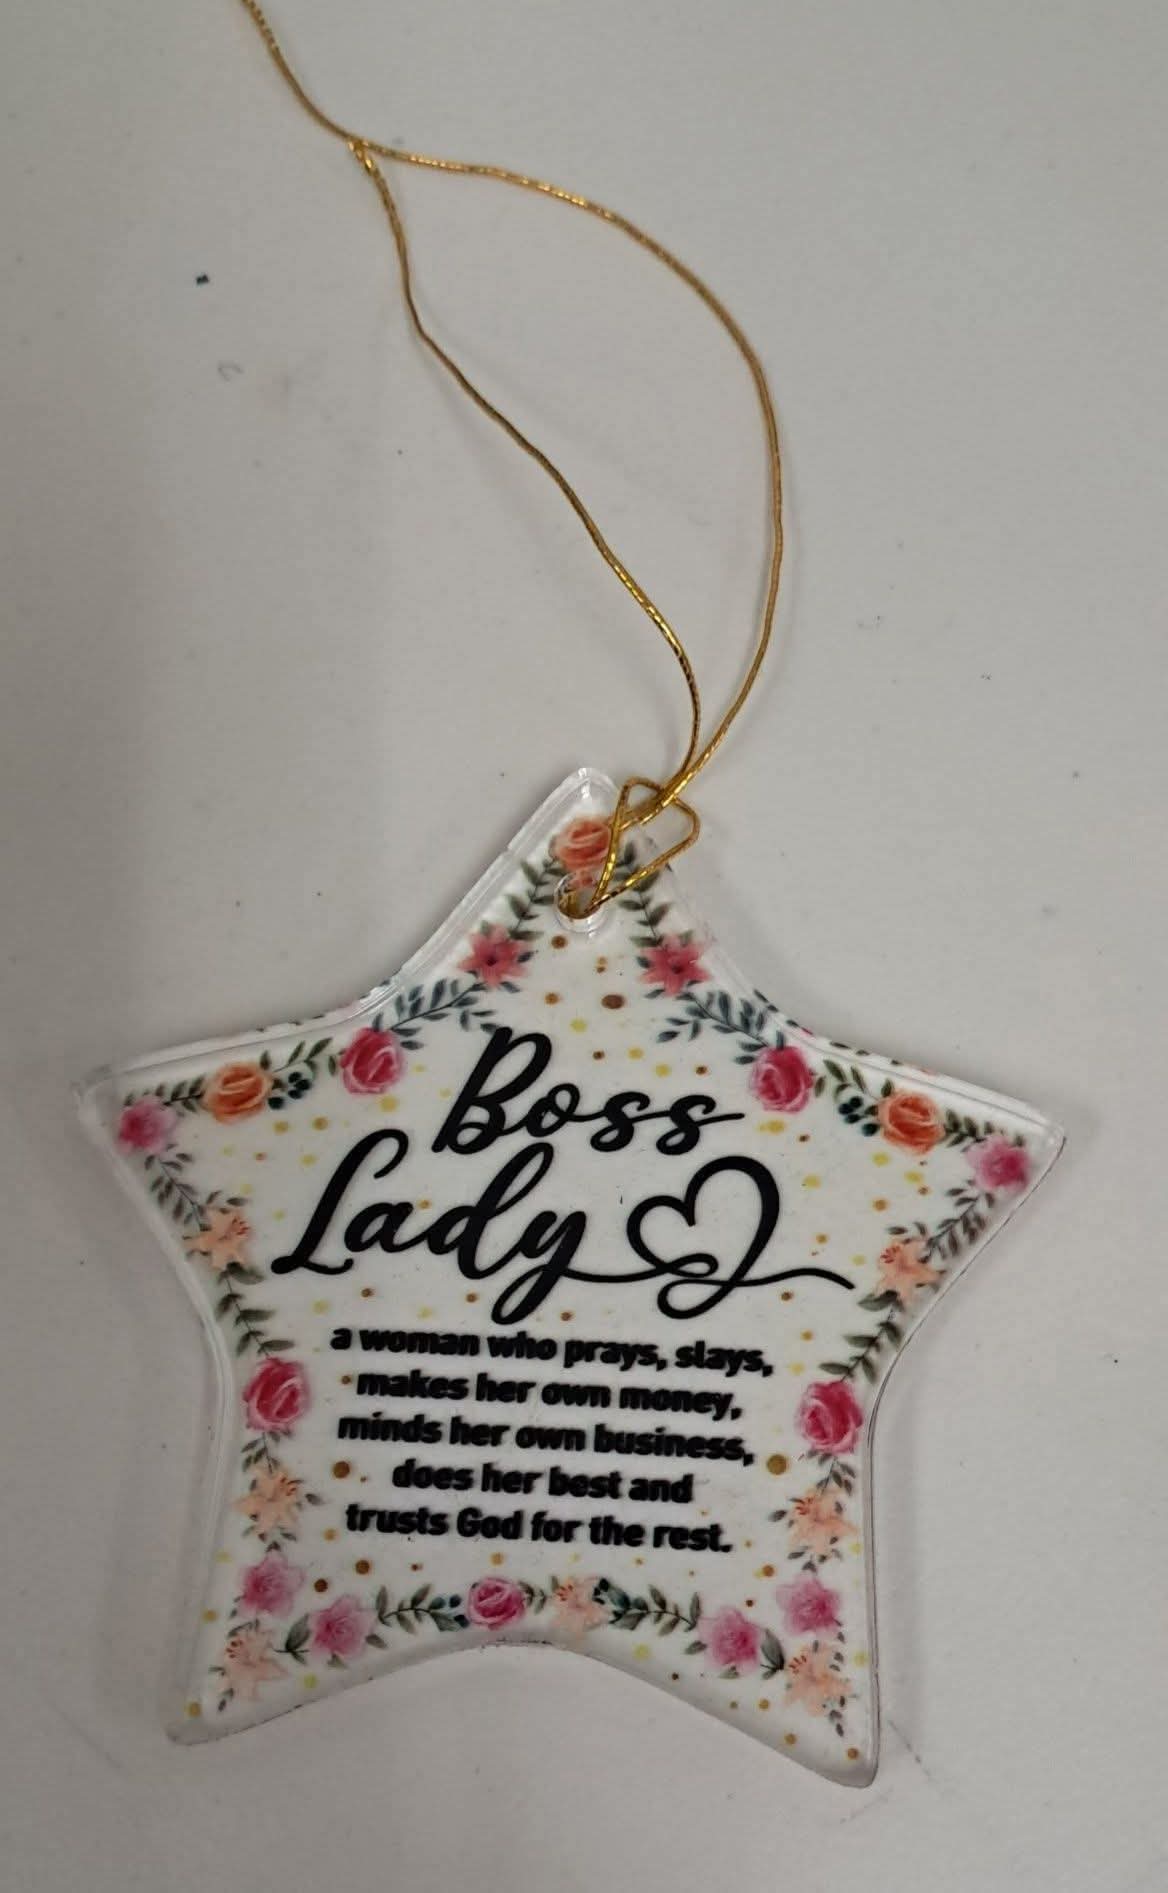 Boss
Lady
a woman who prays, slays,
makes her own money,
minds her own business,
does her best and
trusts God for the rest.